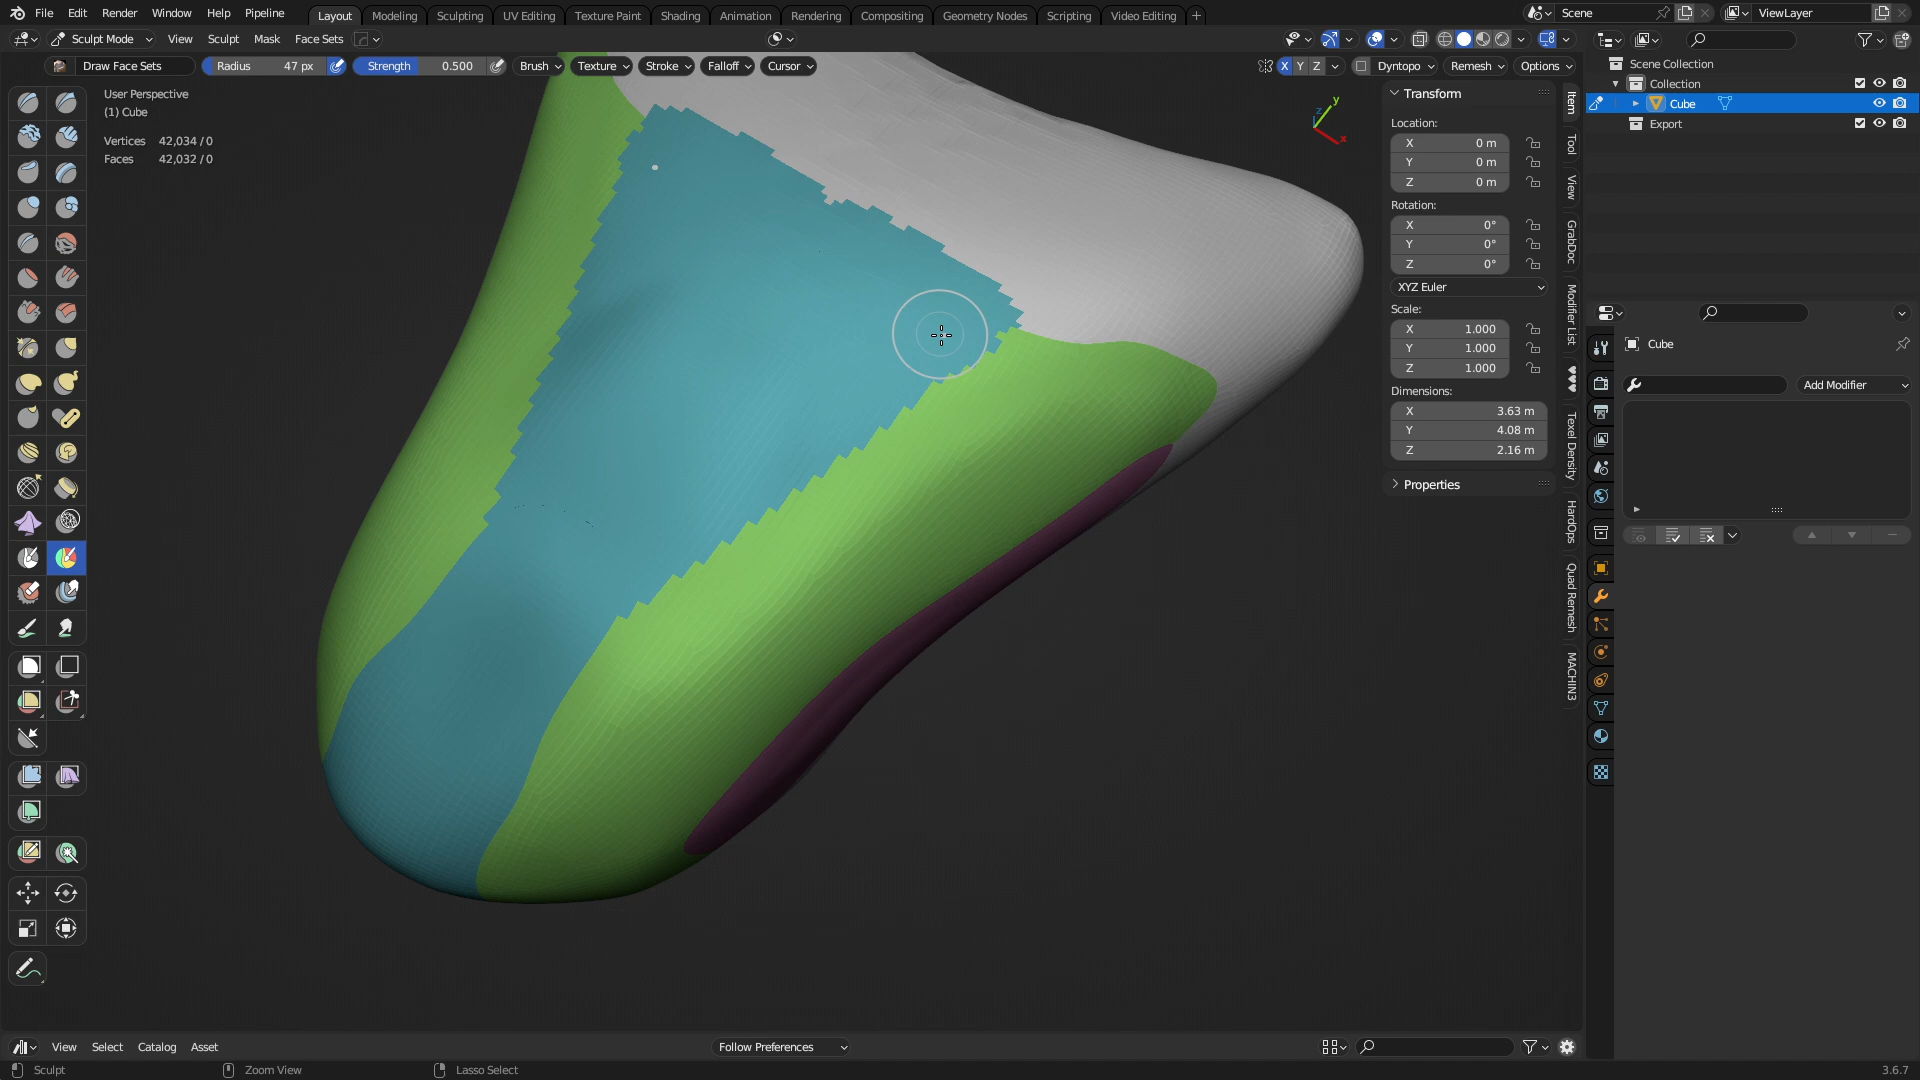 File Edit Render Window Help Pipeline Layout Modeling Sculpting UV Editing Texture Paint Shading Animation Rendering Compositing Geometry Nodes Scripting Video Editing + Scene ViewLayer
Sculpt Mode View Sculpt Mask Face Sets
Draw Face Sets Radius 47 px Strength 0.500 Brush Texture Stroke Falloff Cursor X Y Z Dyntopo Remesh Options
User Perspective
(1) Cube
Vertices 42,034 / 0
Faces 42,032 / 0
Z Y X
Transform
Location:
X 0 m
Y 0 m
Z 0 m
Rotation:
X 0°
Y 0°
Z 0°
XYZ Euler
Scale:
X 1.000
Y 1.000
Z 1.000
Dimensions:
X 3.63 m
Y 4.08 m
Z 2.16 m
Properties
Item
Tool
View
GrabDoc
Modifier List
Texel Density
HardOps
Quad Remesh
MACHIN3
Scene Collection
Collection
Cube
Export
Cube
Add Modifier
View Select Catalog Asset Follow Preferences
Sculpt Zoom View Lasso Select 3.6.7